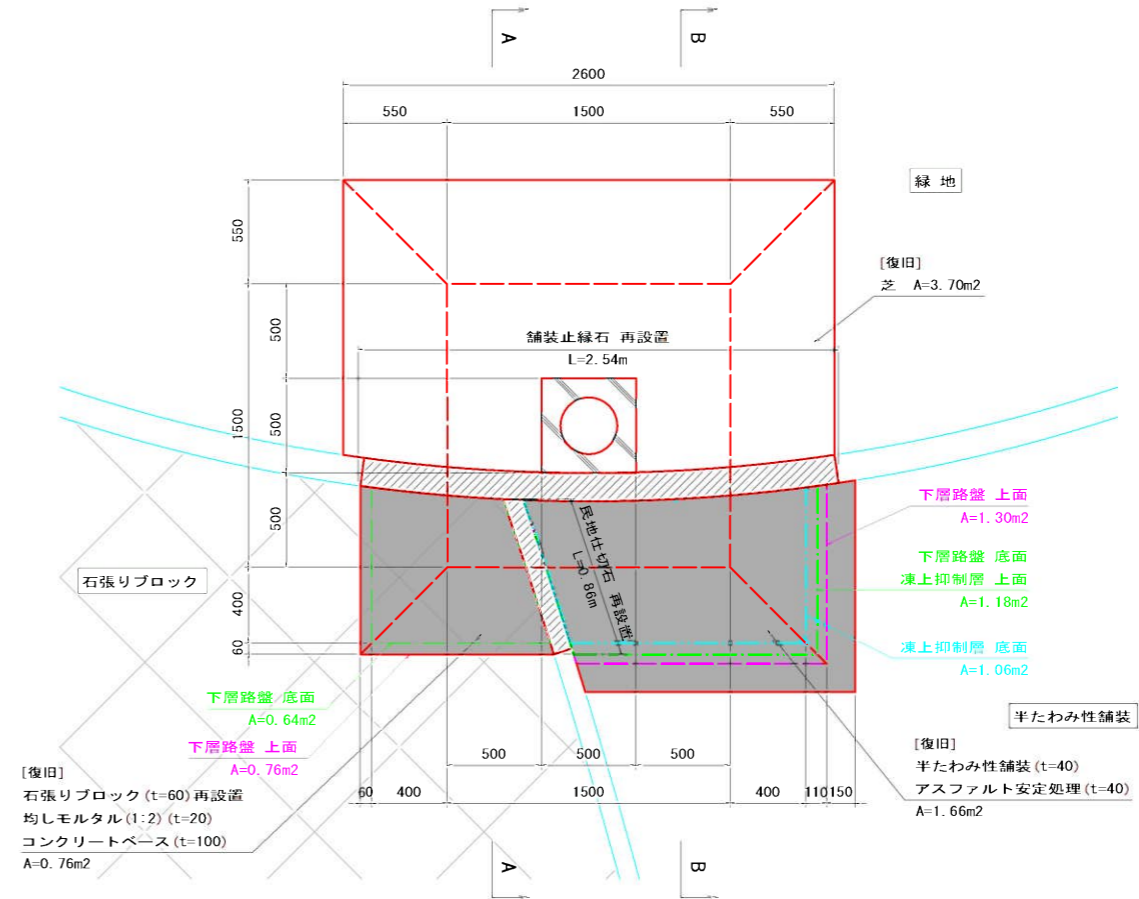 A
B
2600
550
1500
550
緑 地
550
[復旧]
芝 A=3.70m2
500
舗装止縁石 再設置
L=2.54m
1500
500
500
下層路盤 上面
A=1.30m2
民地仕切石 再設置
L=0.86m
下層路盤 底面
凍上抑制層 上面
A=1.18m2
石張りブロック
400
60
凍上抑制層 底面
A=1.06m2
下層路盤 底面
A=0.64m2
半たわみ性舗装
下層路盤 上面
A=0.76m2
500
500
500
[復旧]
半たわみ性舗装(t=40)
アスファルト安定処理(t=40)
A=1.66m2
[復旧]
石張りブロック(t=60)再設置
均しモルタル(1:2)(t=20)
コンクリートベース(t=100)
A=0.76m2
60
400
1500
400
110
150
A
B